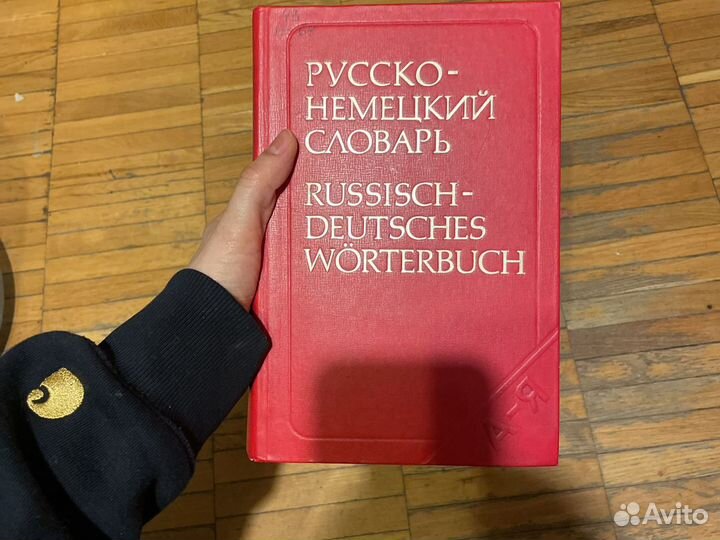 РУССКО-
НЕМЕЦКИЙ
СЛОВАРЬ
RUSSISCH-
DEUTSCHES
WÖRTERBUCH
А-Я
Avito